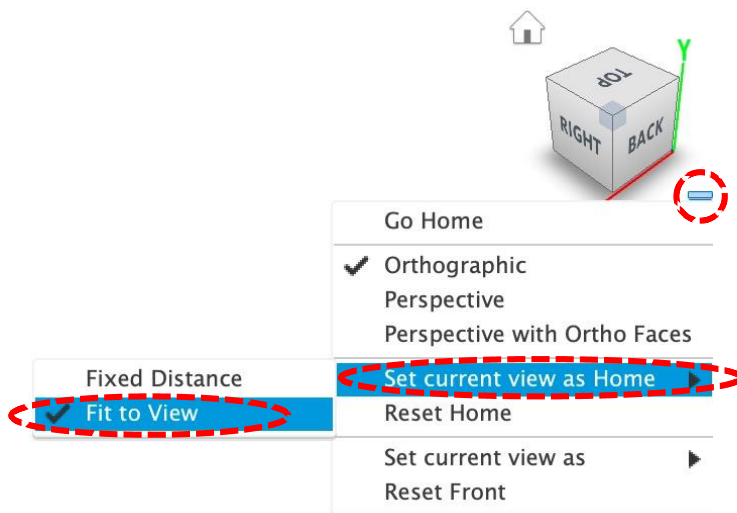 Y
TOP
RIGHT
BACK
Go Home
Orthographic
Perspective
Perspective with Ortho Faces
Set current view as Home
Fixed Distance
Fit to View
Reset Home
Set current view as
Reset Front